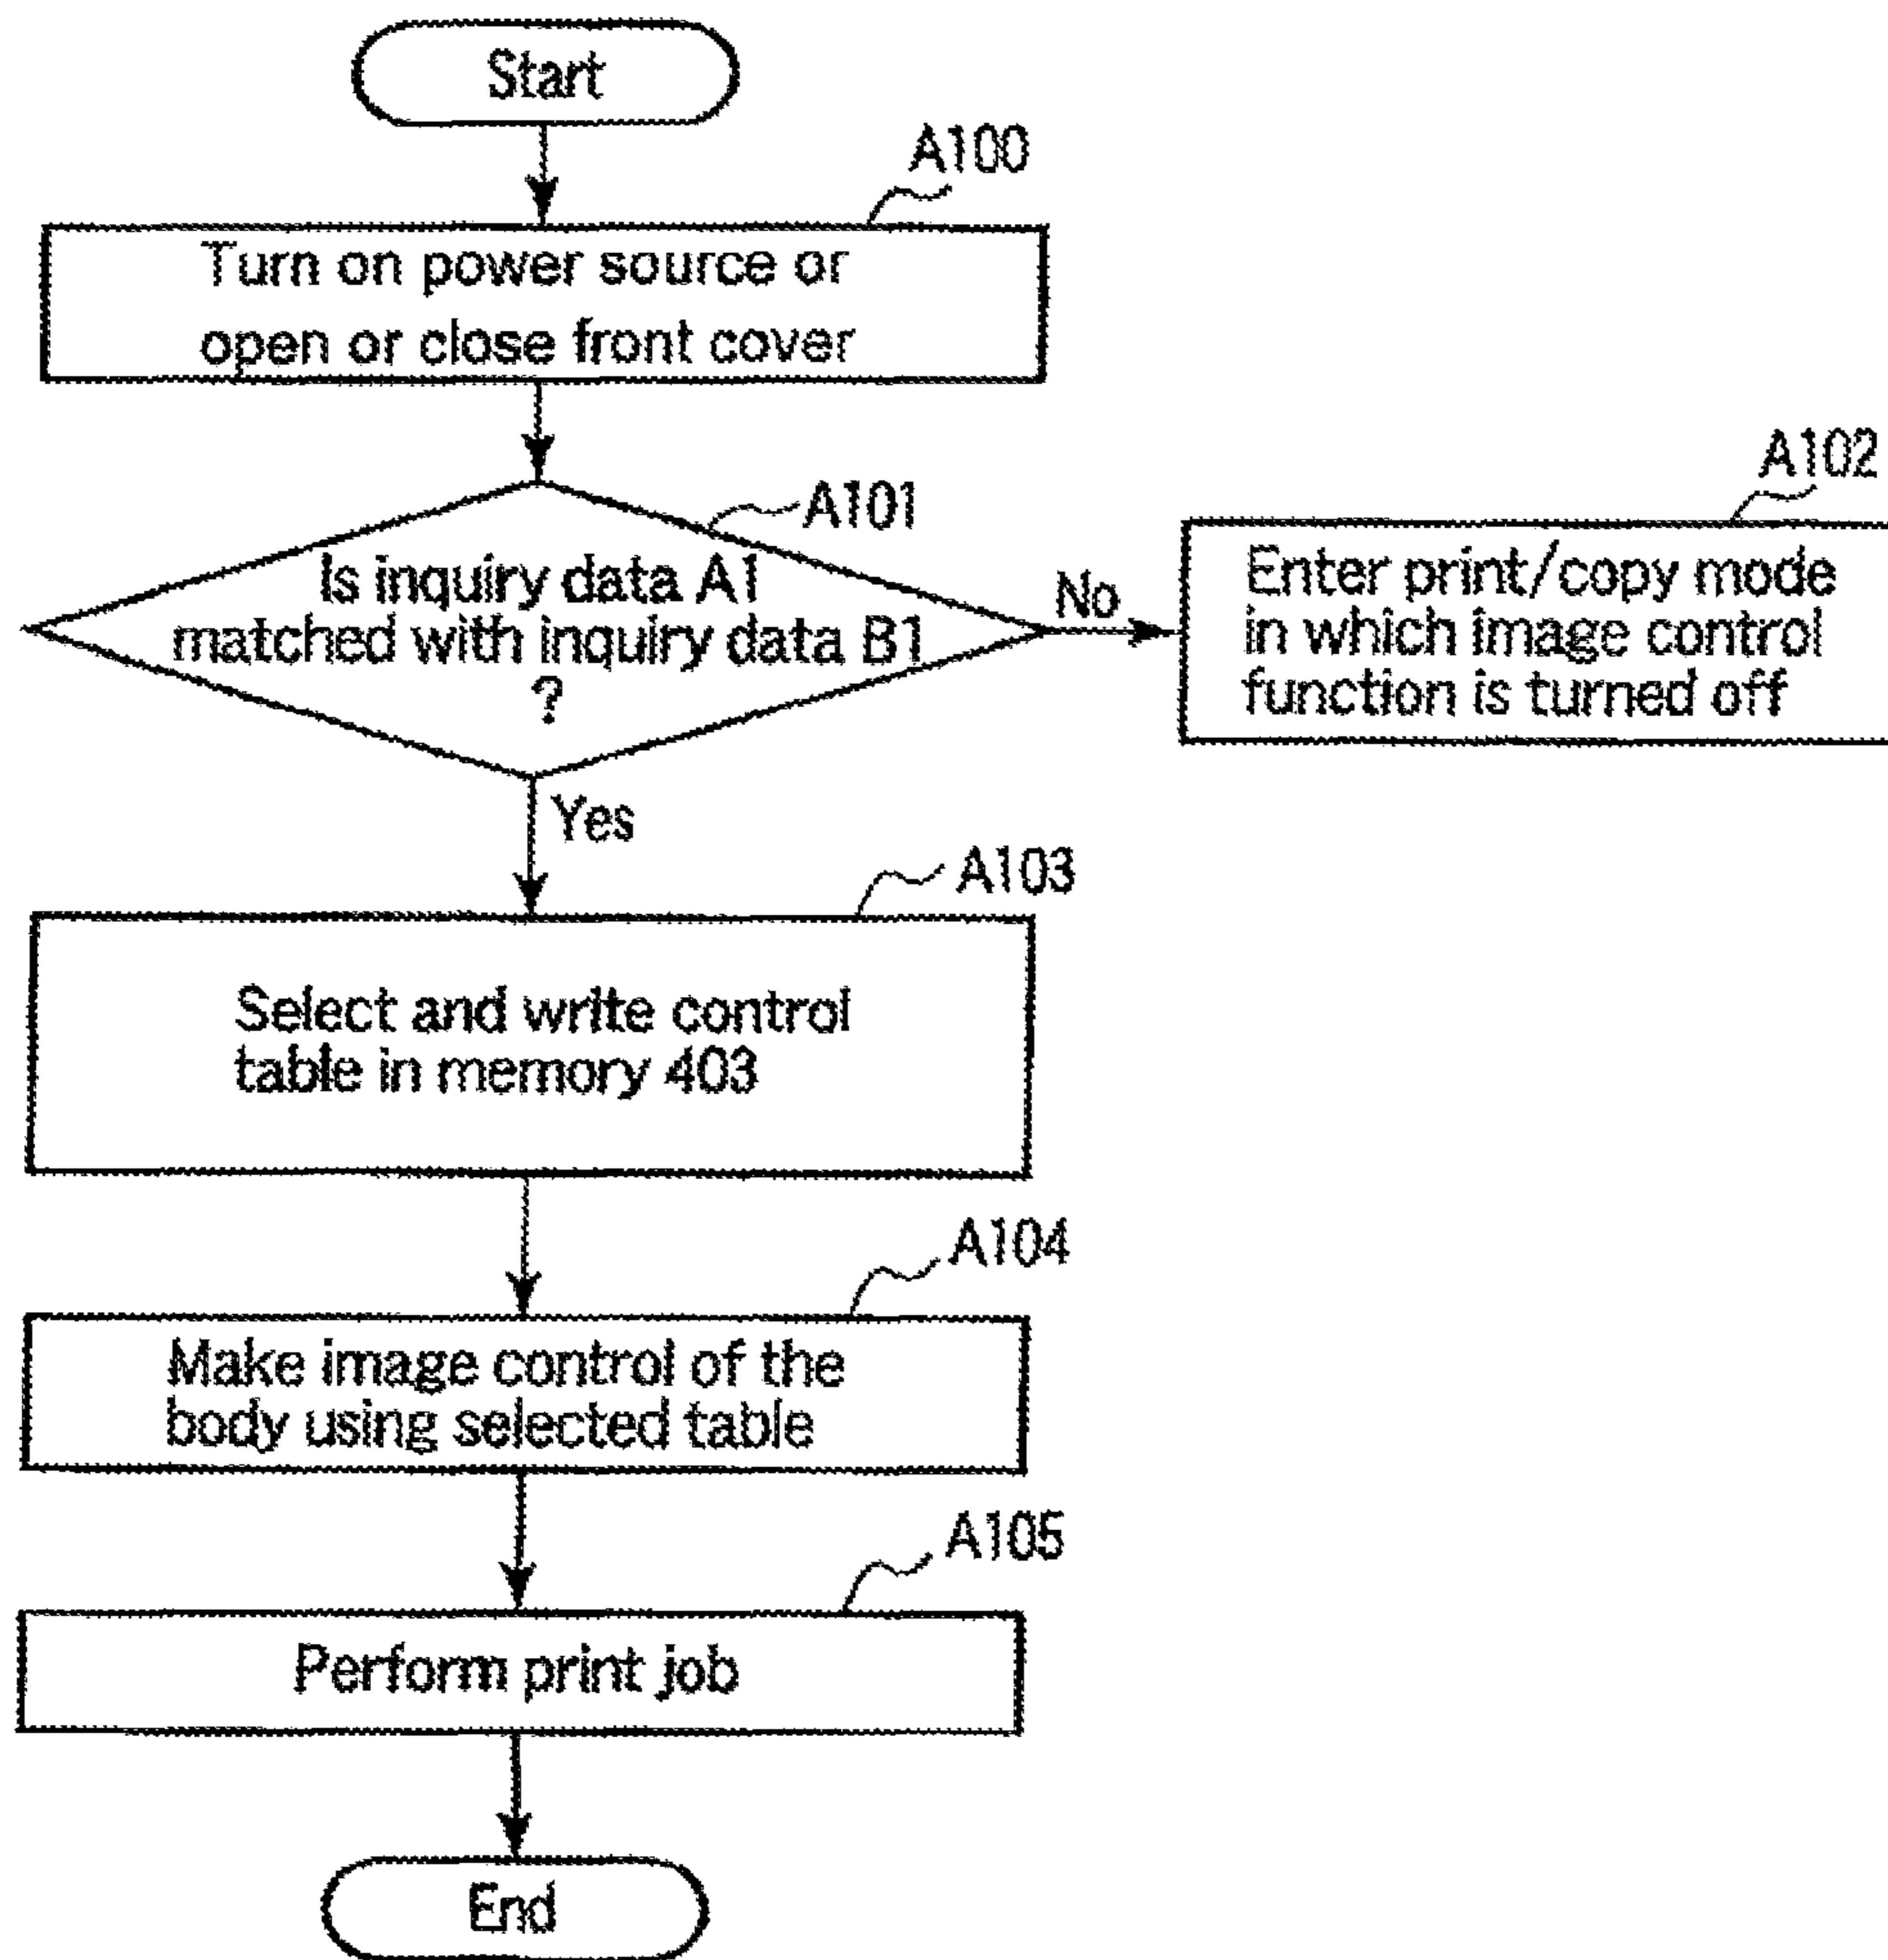 Start
A100
Turn on power source or
open or close front cover
A101
Is inquiry data A1
matched with inquiry data B1
?
No
A102
Enter print/copy mode
in which image control
function is turned off
Yes
A103
Select and write control
table in memory 403
A104
Make image control of the
body using selected table
A105
Perform print job
End